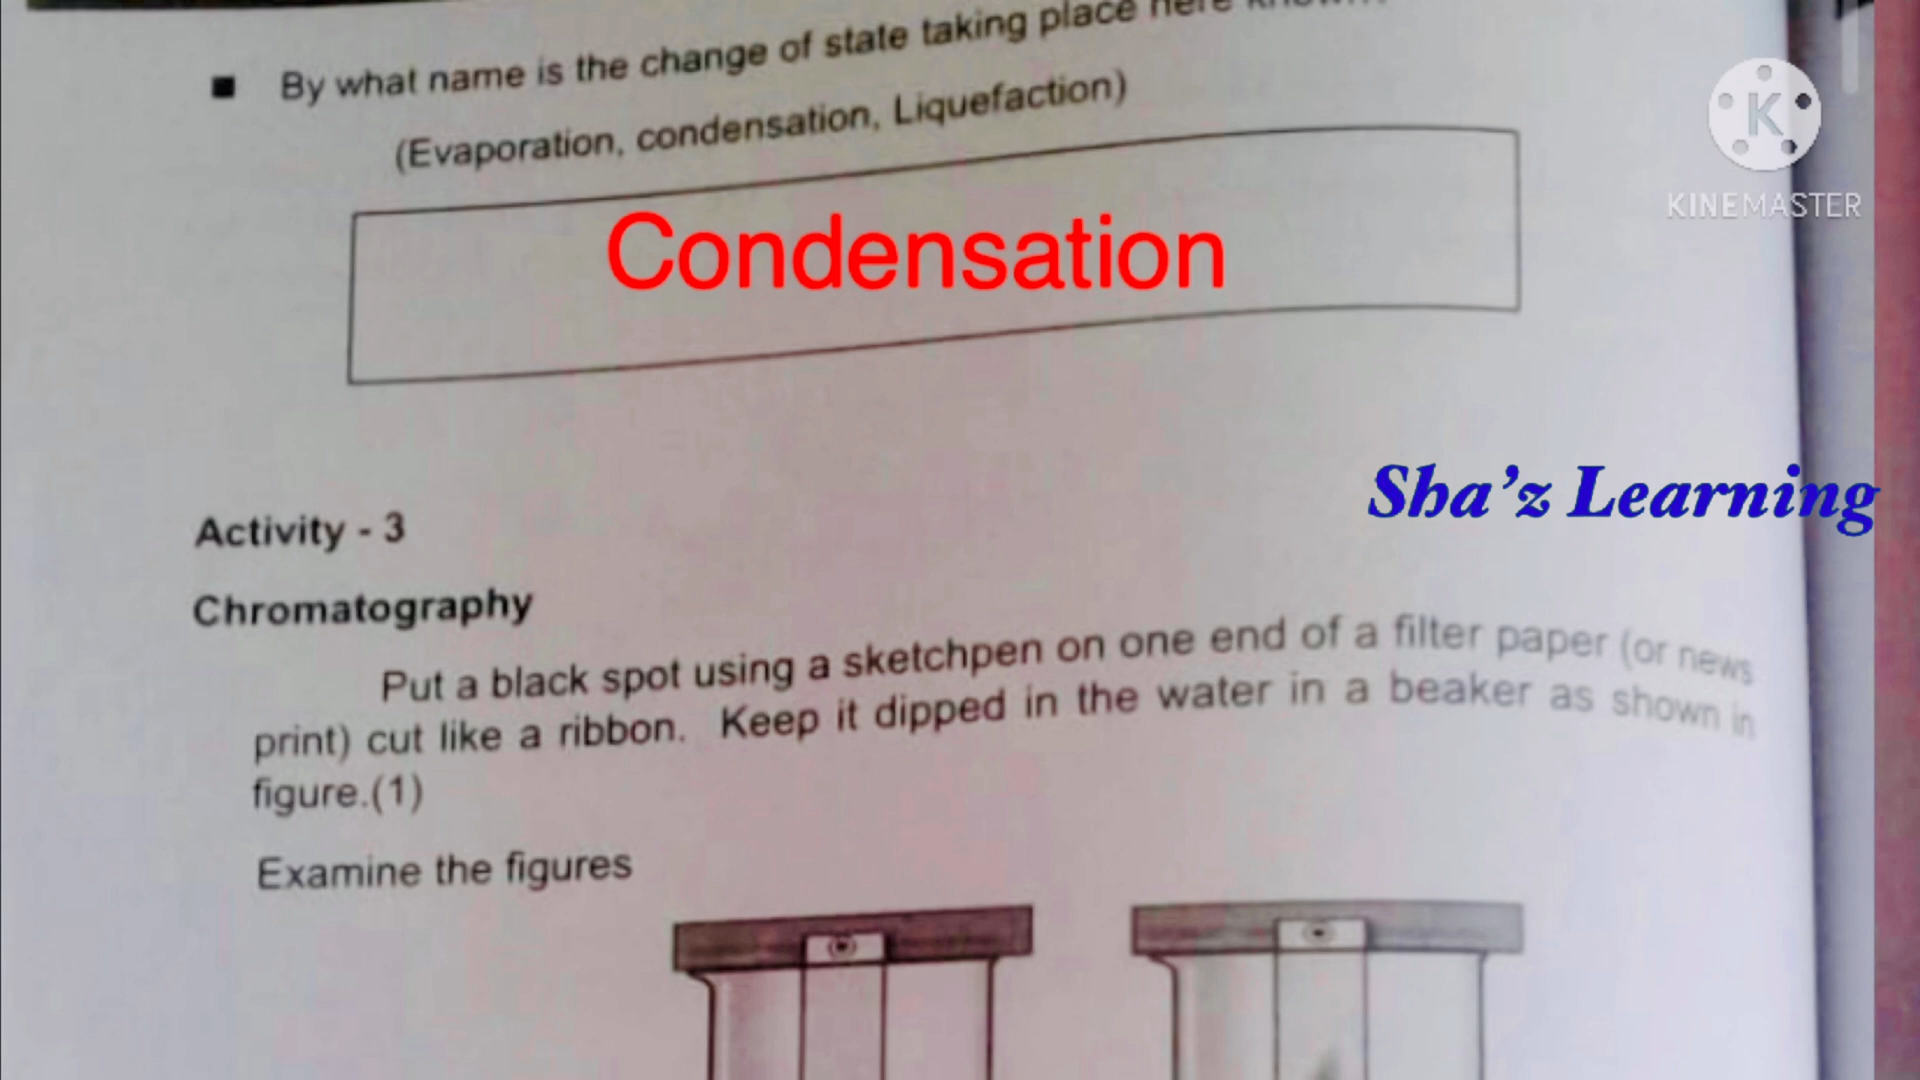 By what name is the change of state taking place here known?
(Evaporation, condensation, Liquefaction)
K
KINEMASTER
Condensation
Sha'z Learning
Activity - 3
Chromatography
Put a black spot using a sketchpen on one end of a filter paper (or news
print) cut like a ribbon. Keep it dipped in the water in a beaker as shown in
figure.(1)
Examine the figures